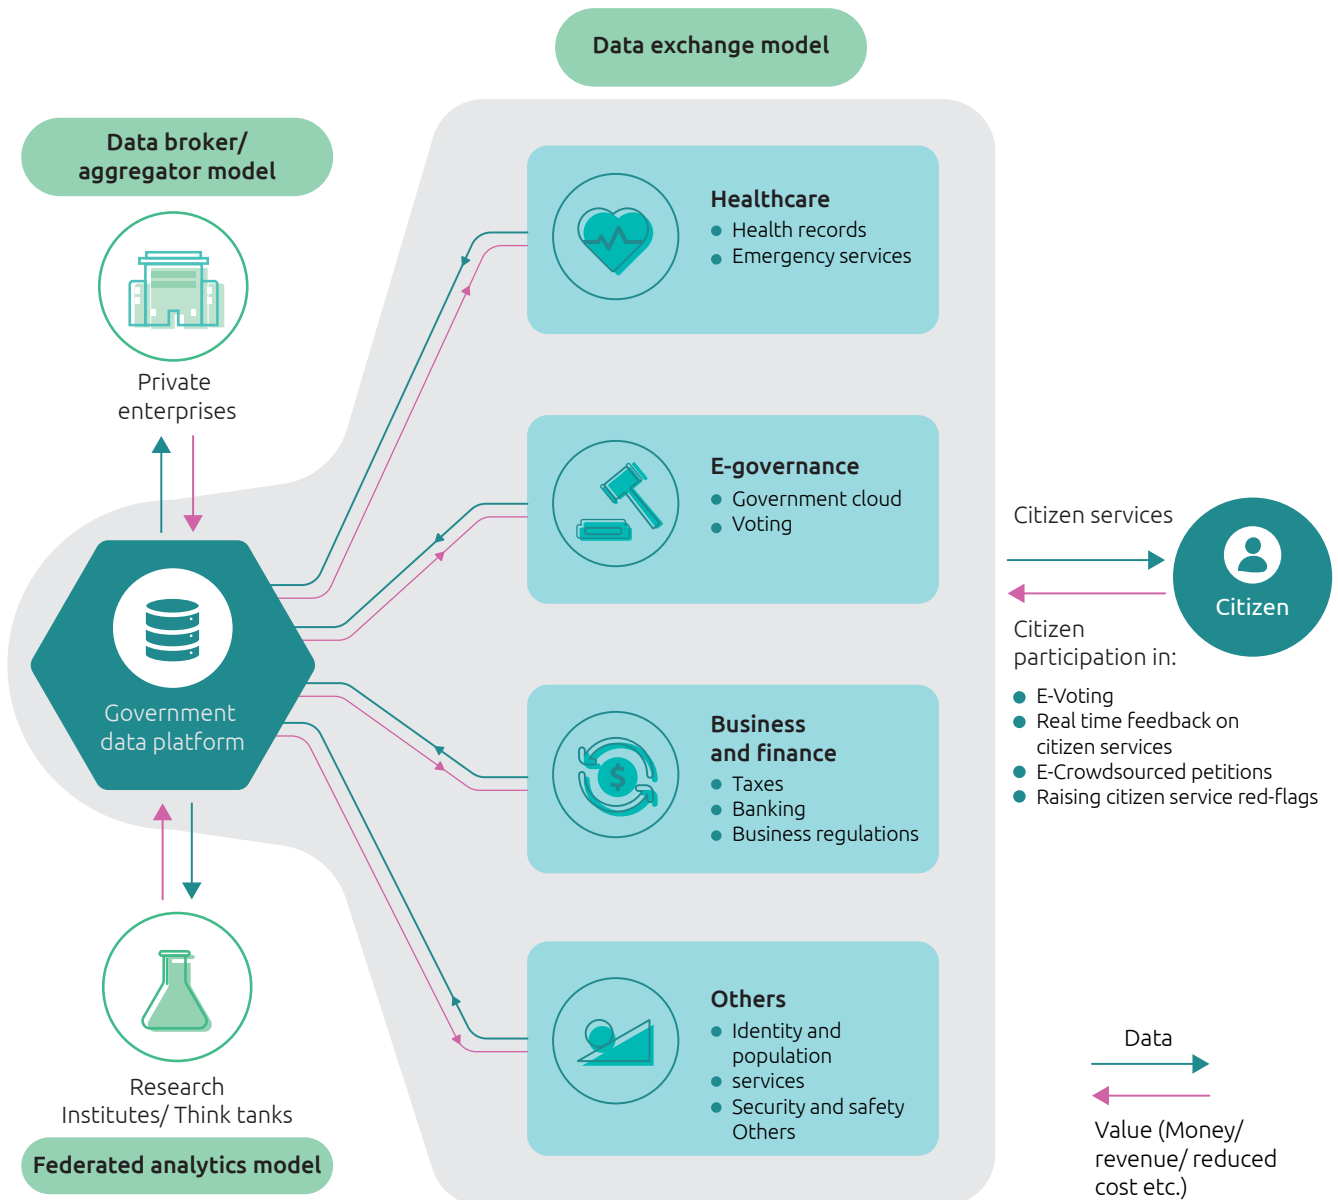 Data exchange model
Data broker/
aggregator model
Private
enterprises
Government
data platform
Research
Institutes/ Think tanks
Federated analytics model
Healthcare
Health records
Emergency services
E-governance
Government cloud
Voting
Business
and finance
$
Taxes
Banking
Business regulations
Others
Identity and
population
services
Security and safety
Others
Citizen services
Citizen
Citizen
participation in:
E-Voting
Real time feedback on
citizen services
E-Crowdsourced petitions
Raising citizen service red-flags
Data
Value (Money/
revenue/ reduced
cost etc.)